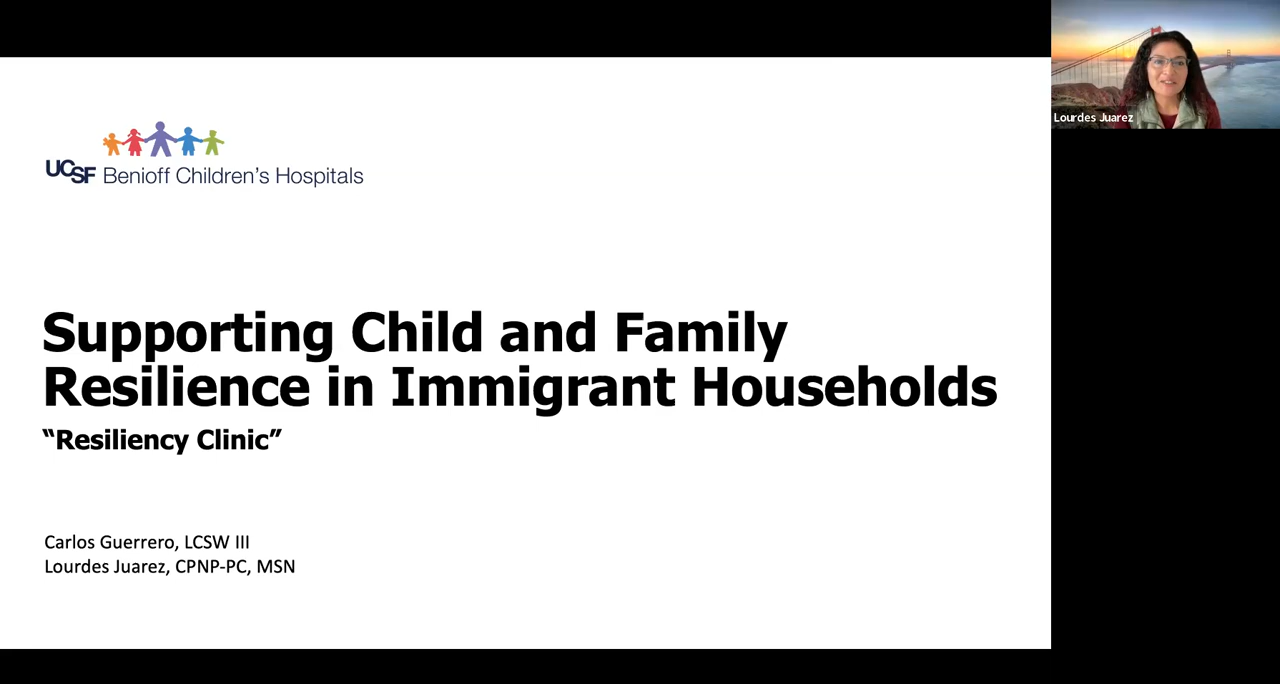 UCSF Benioff Children's Hospitals
Supporting Child and Family
Resilience in Immigrant Households
“Resiliency Clinic”
Carlos Guerrero, LCSW III
Lourdes Juarez, CPNP-PC, MSN
Lourdes Juarez